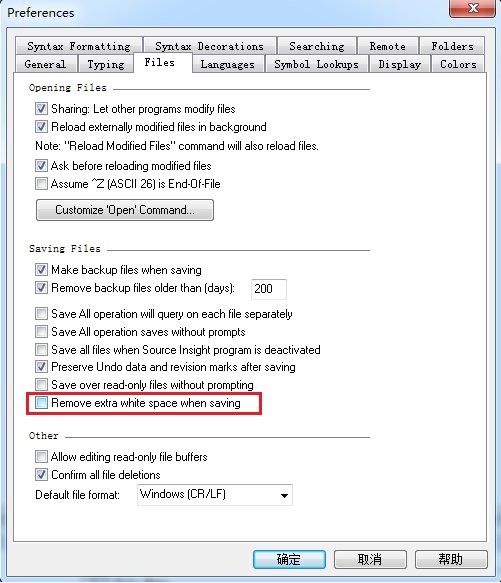 Preferences
Syntax Formatting Syntax Decorations Searching Remote Folders
General Typing Files Languages Symbol Lookups Display Colors
Opening Files
Sharing: Let other programs modify files
Reload externally modified files in background
Note: "Reload Modified Files" command will also reload files.
Ask before reloading modified files
Assume ^Z (ASCII 26) is End-Of-File
Customize 'Open' Command...
Saving Files
Make backup files when saving
Remove backup files older than (days): 200
Save All operation will query on each file separately
Save All operation saves without prompts
Save all files when Source Insight program is deactivated
Preserve Undo data and revision marks after saving
Save over read-only files without prompting
Remove extra white space when saving
Other
Allow editing read-only file buffers
Confirm all file deletions
Default file format: Windows (CR/LF)
确定 取消 帮助